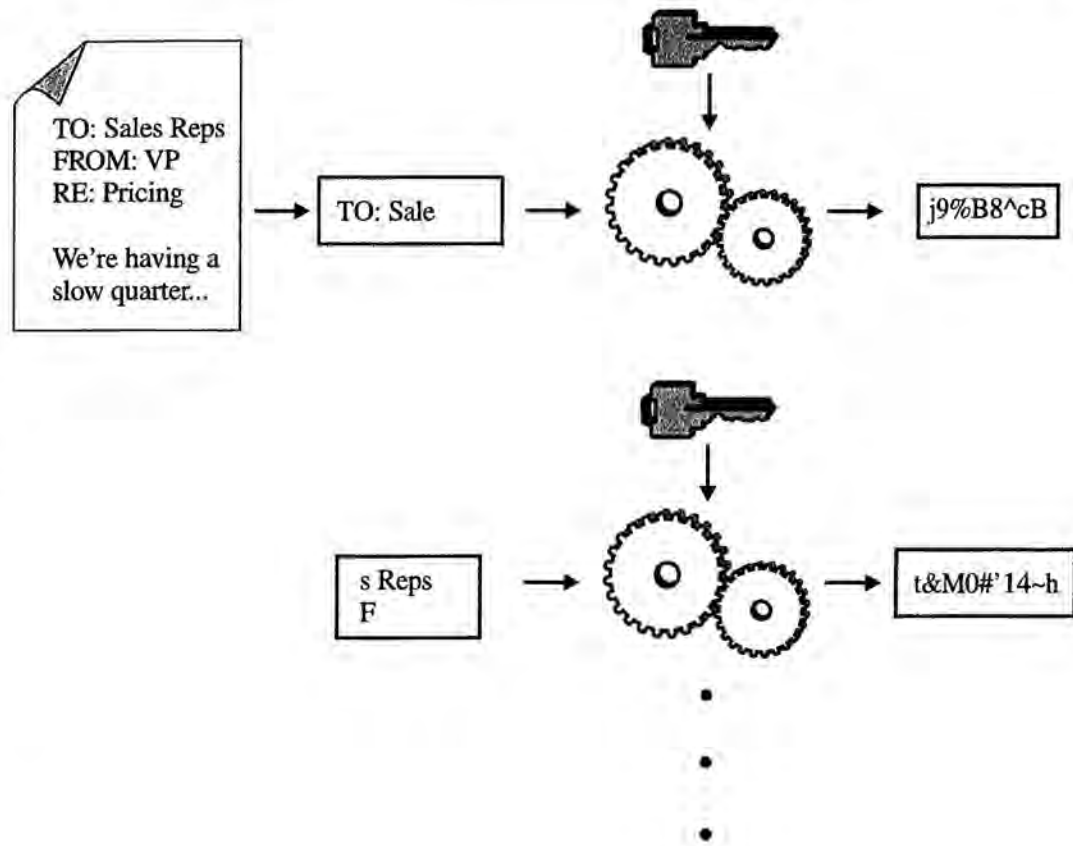 TO: Sales Reps
FROM: VP
RE: Pricing
We're having a
slow quarter...
TO: Sale
j9%B8^cB
s Reps
F
t&M0#'14~h